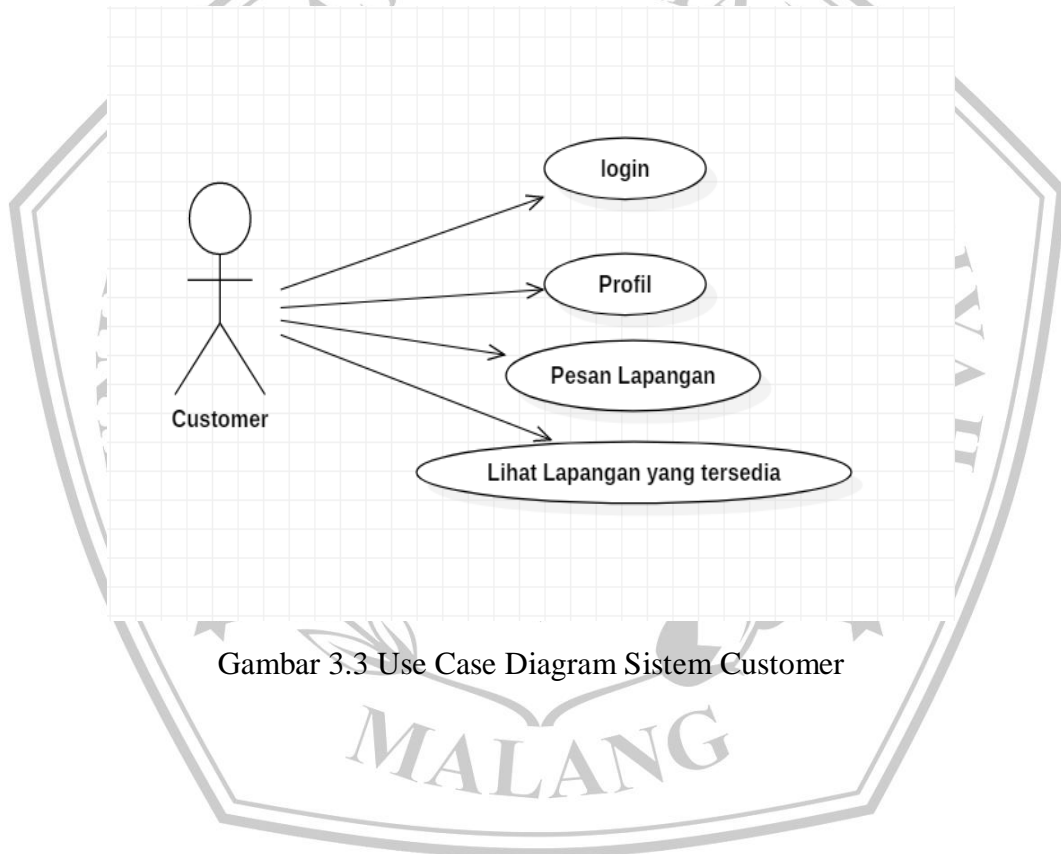 login
Profil
Pesan Lapangan
Customer
Lihat Lapangan yang tersedia
Gambar 3.3 Use Case Diagram Sistem Customer
MALANG